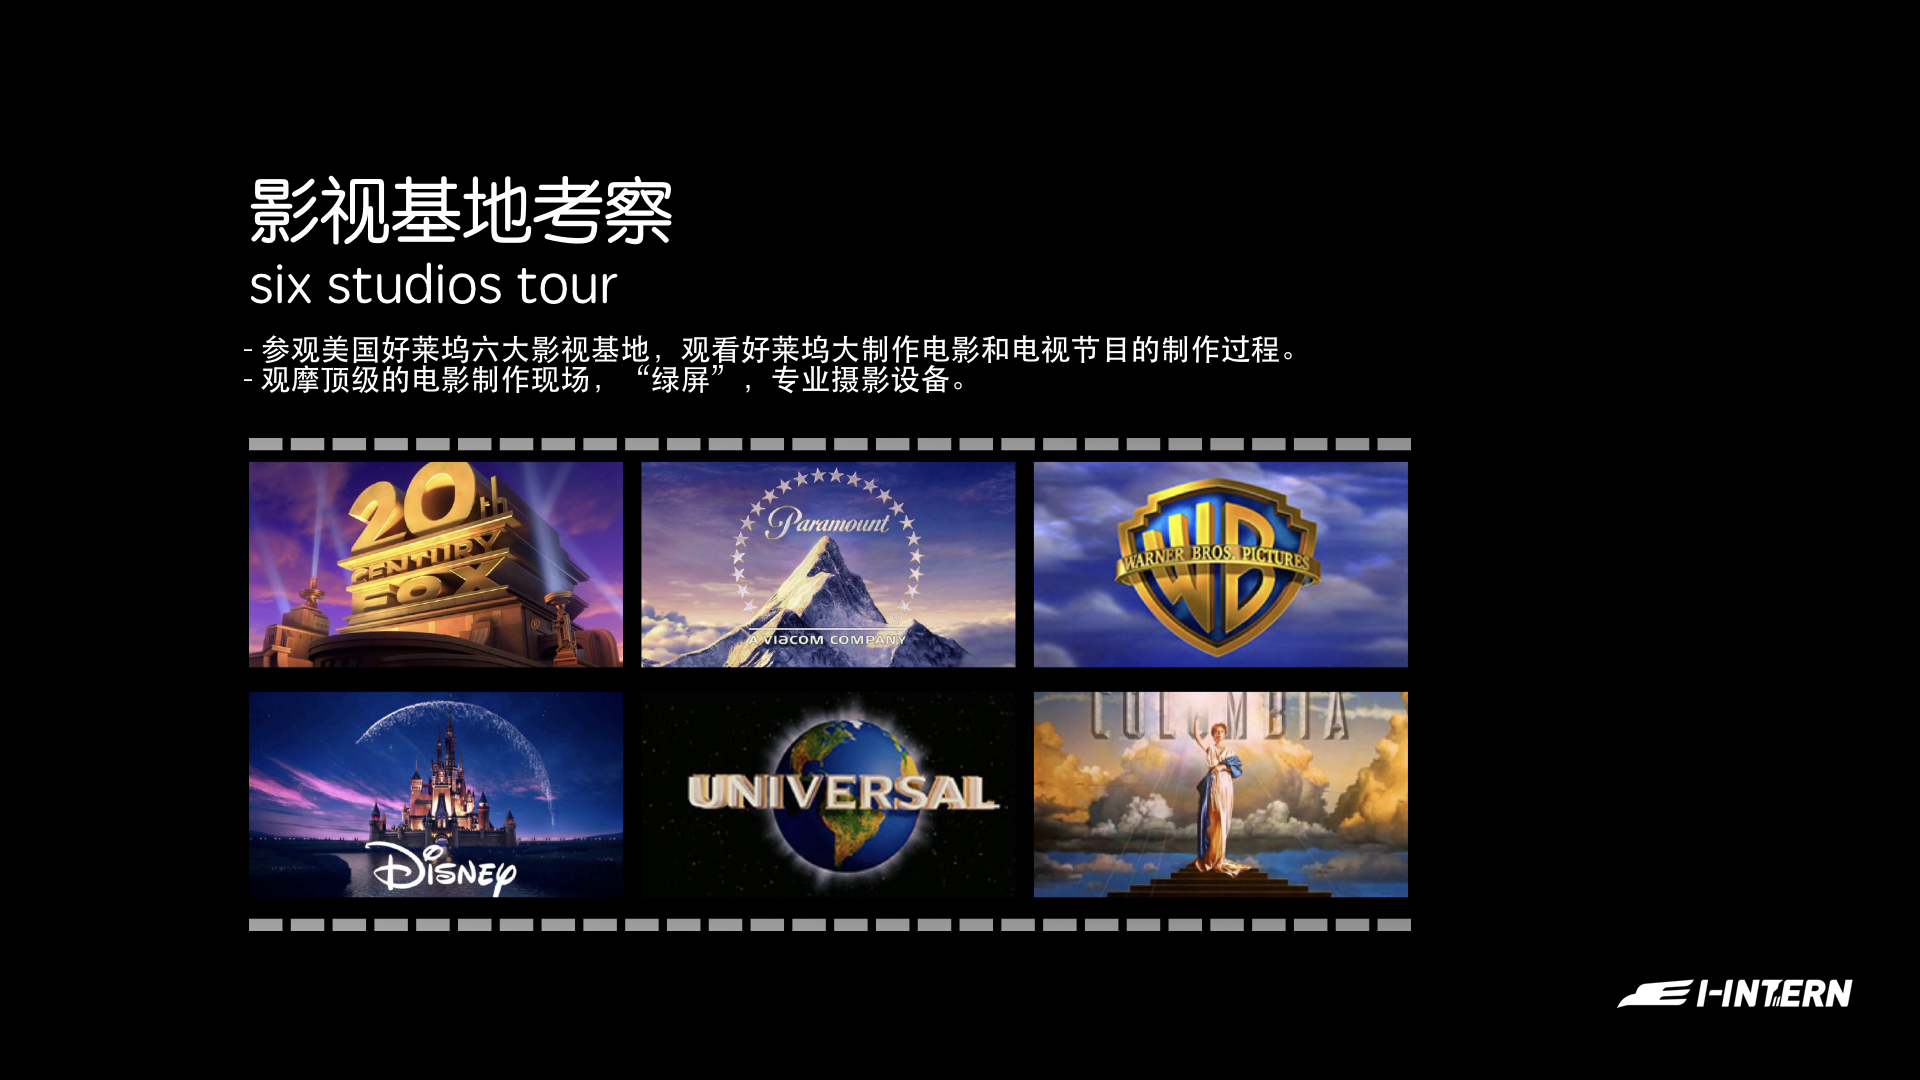 影视基地考察
six studios tour
- 参观美国好莱坞六大影视基地，观看好莱坞大制作电影和电视节目的制作过程。
- 观摩顶级的电影制作现场，“绿屏”，专业摄影设备。
20th
CENTURY
FOX
®
Paramount
A VIACOM COMPANY
WB
WARNER BROS. PICTURES
DISNEY
UNIVERSAL
COLUMBIA
I-INTERN